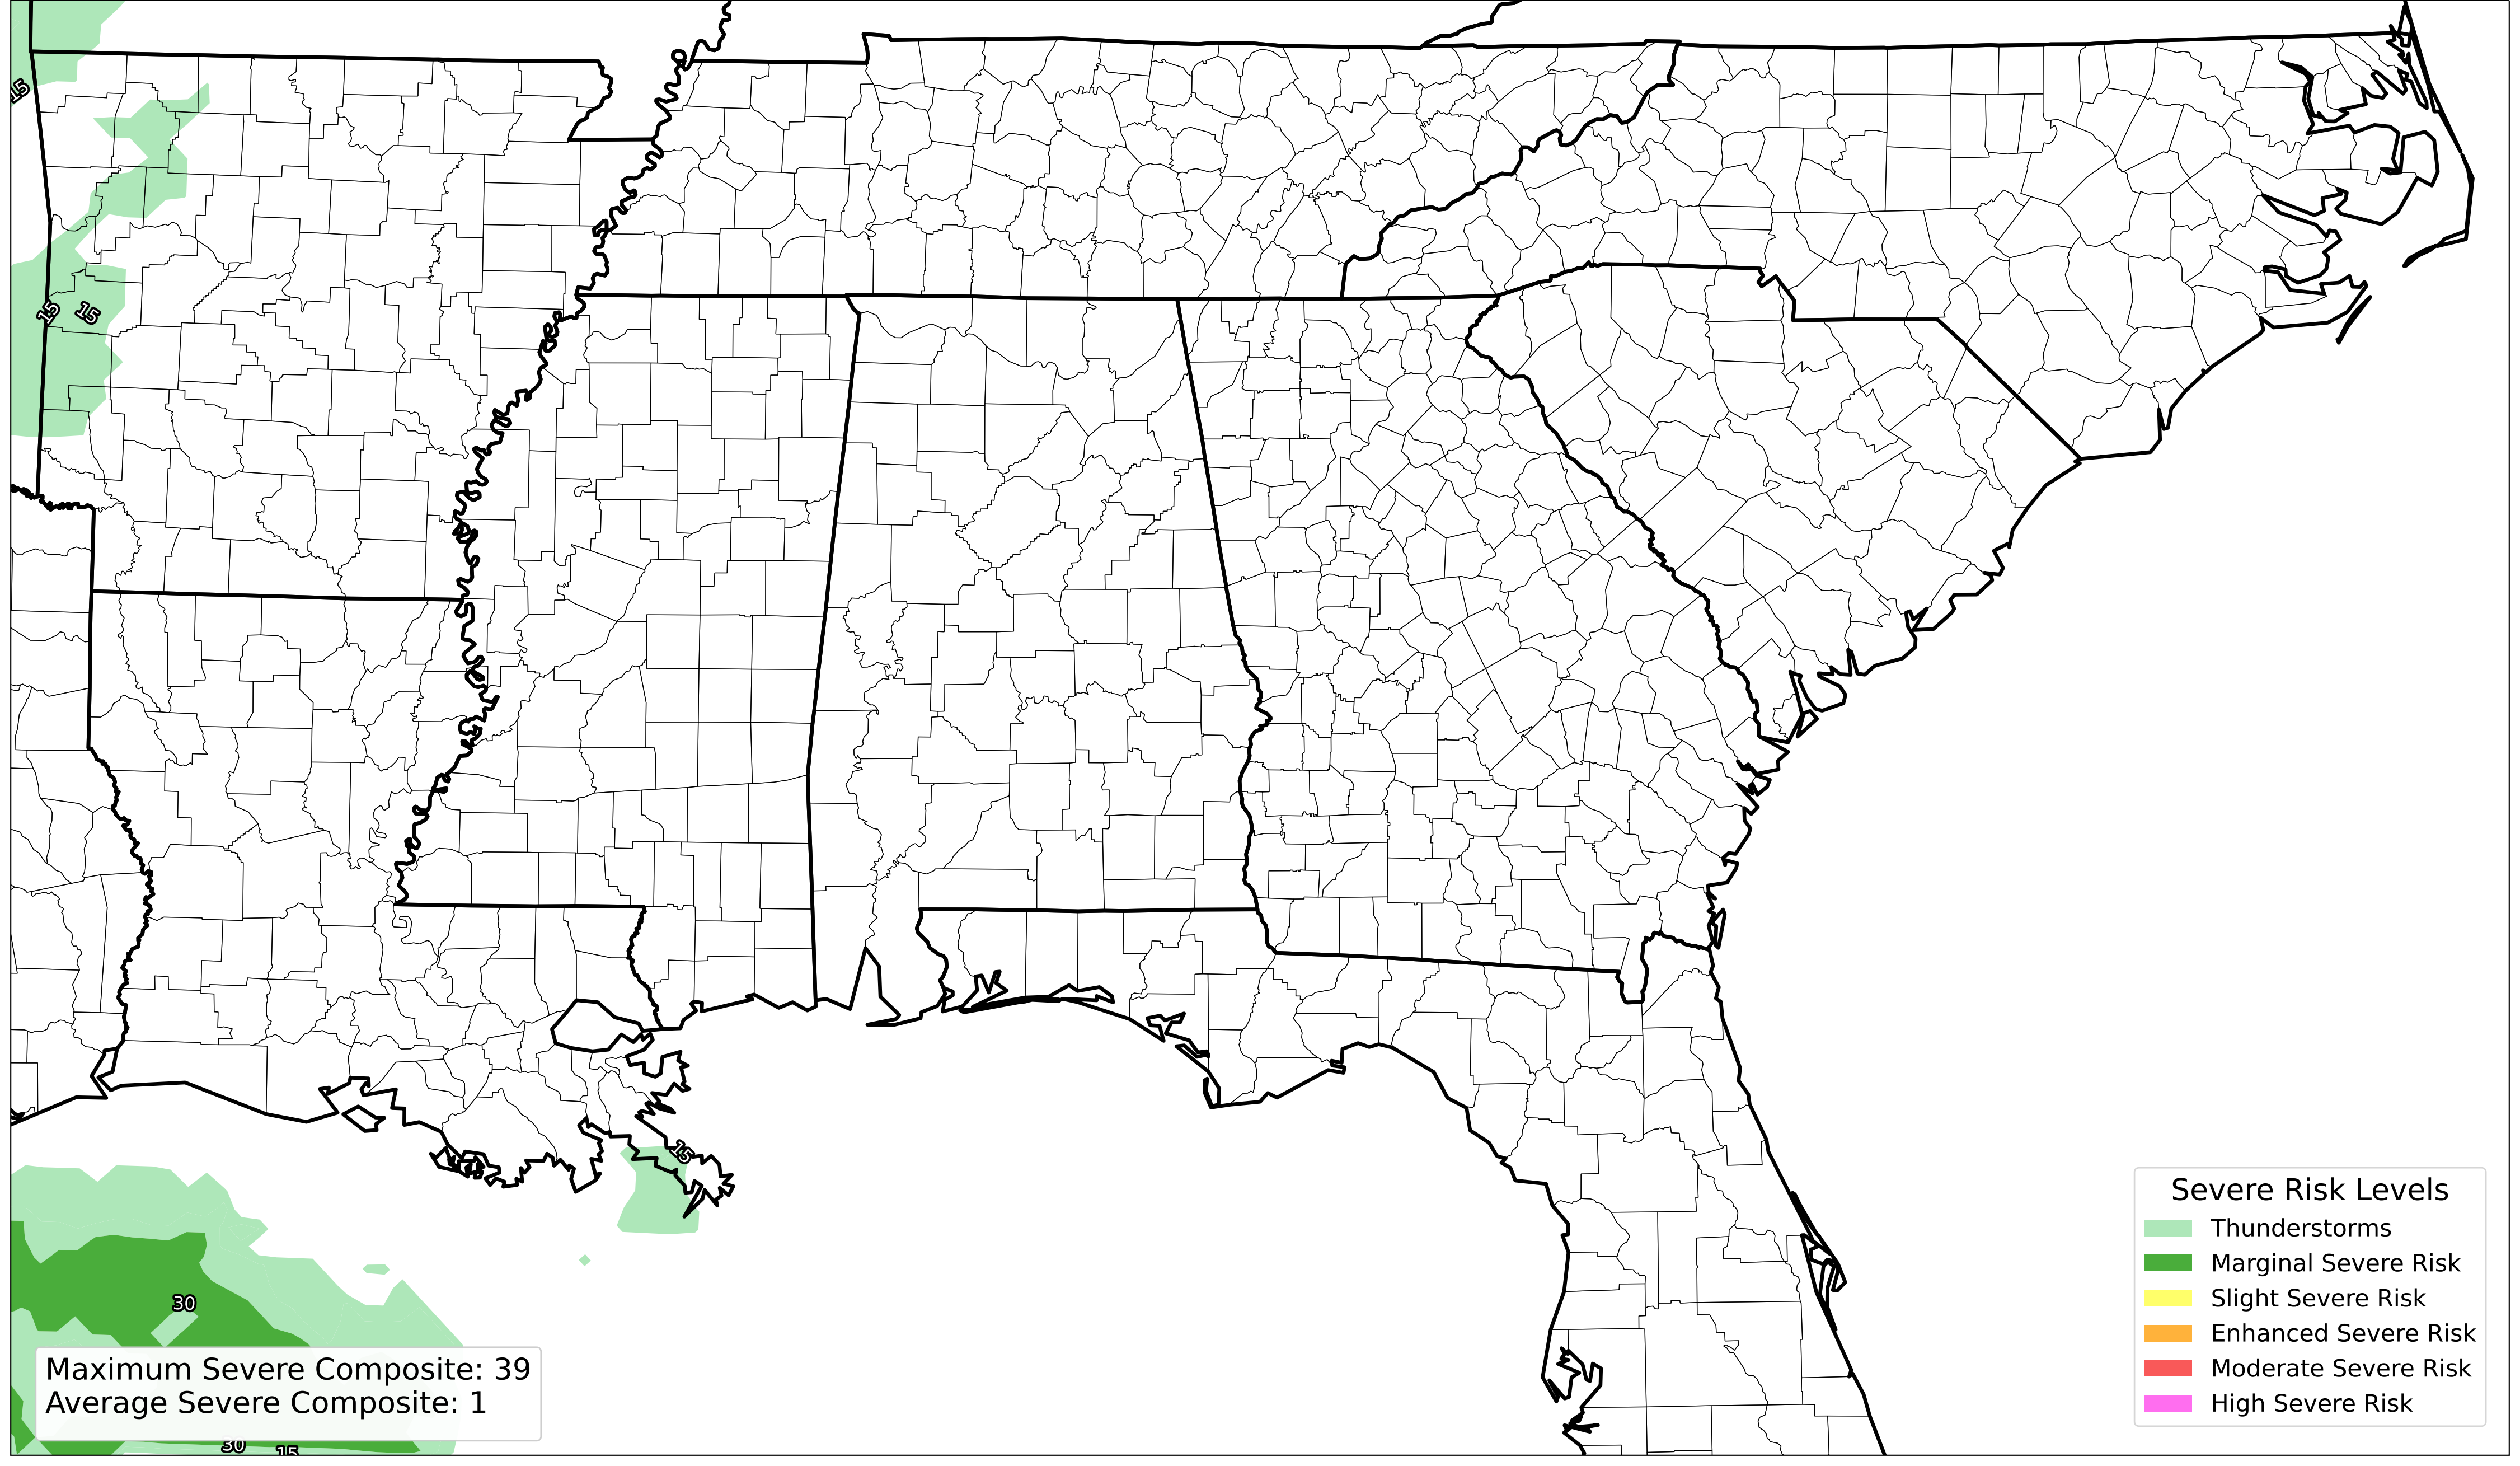 15
15
15
15
30
30
15
Maximum Severe Composite: 39
Average Severe Composite: 1
Severe Risk Levels
Thunderstorms
Marginal Severe Risk
Slight Severe Risk
Enhanced Severe Risk
Moderate Severe Risk
High Severe Risk